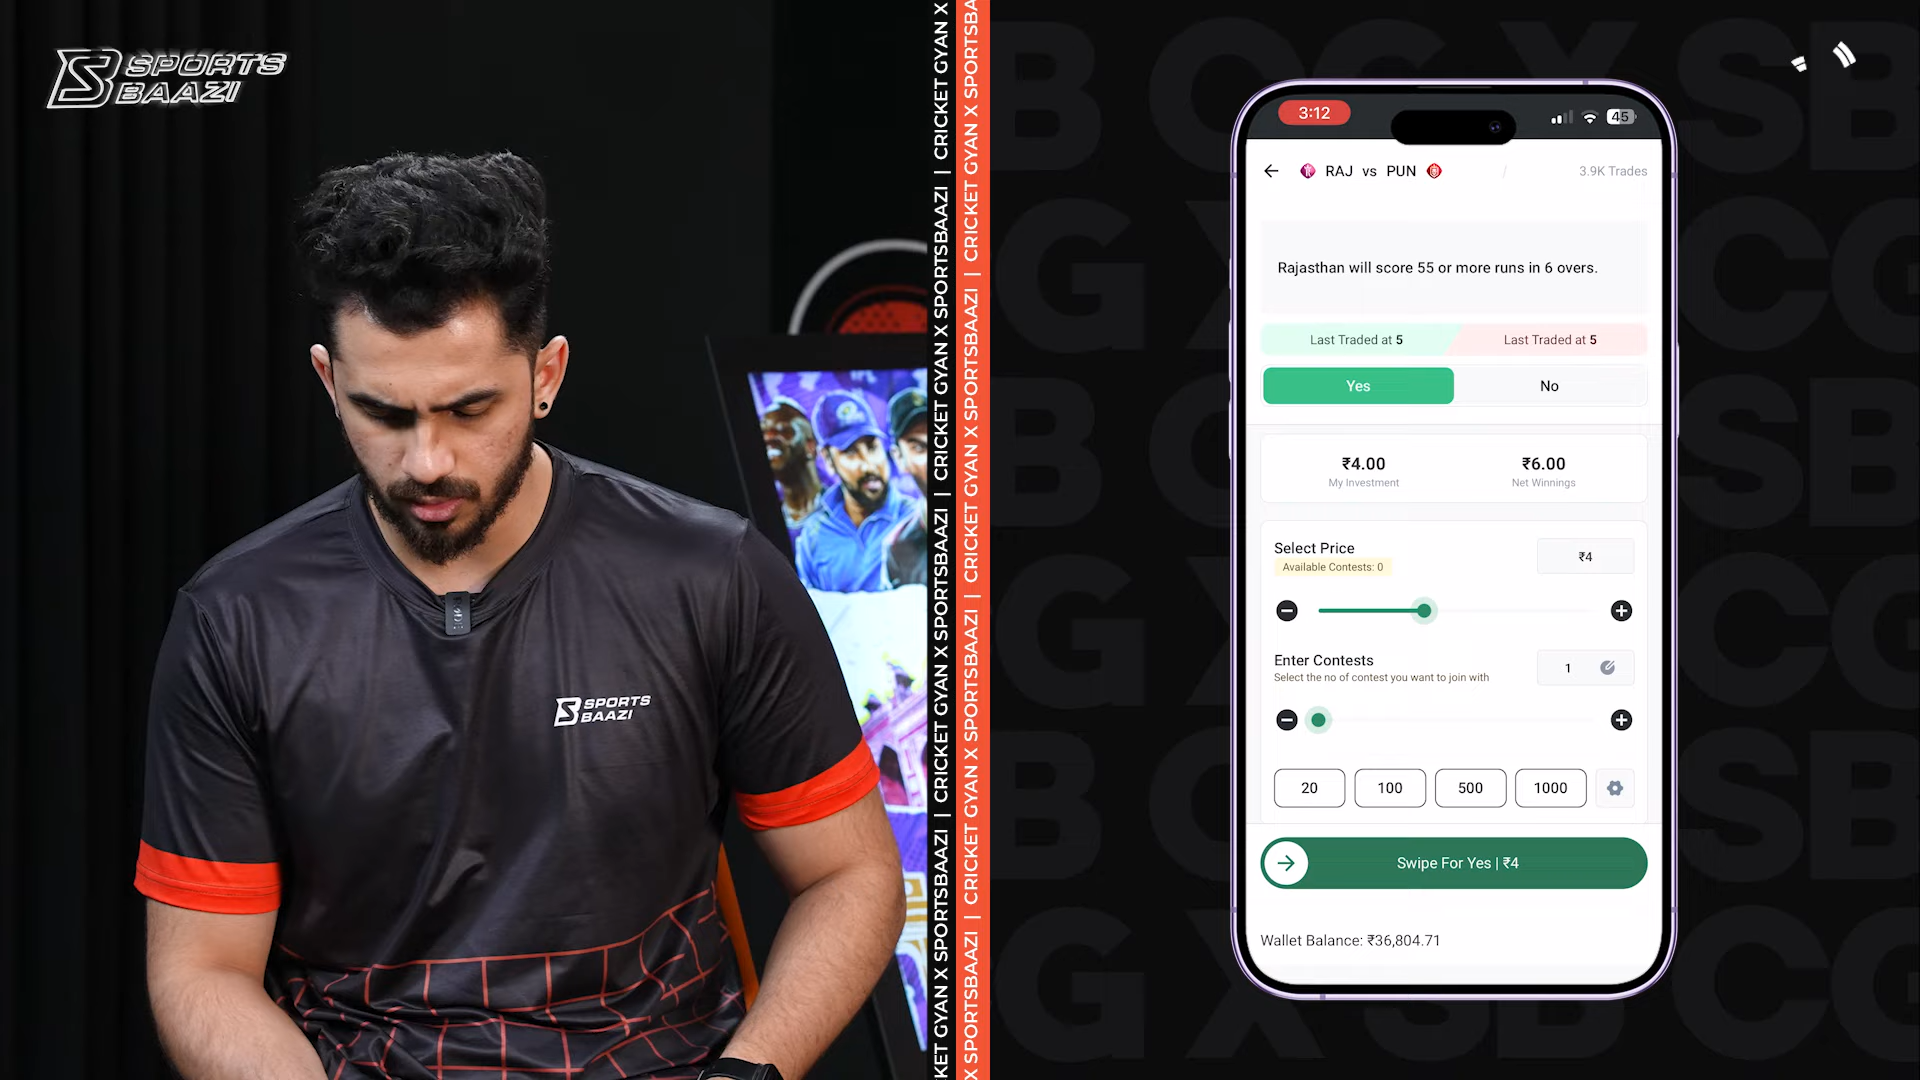 SPORTS
BAAZI
SPORTS
BAAZI
CRICKET GYAN X SPORTSBAAZI | CRICKET GYAN X SPORTSBAAZI | CRICKET GYAN X
CRICKET GYAN X SPORTSBAAZI | CRICKET GYAN X SPORTSBAAZI
3:12
45
RAJ vs PUN
3.9K Trades
Rajasthan will score 55 or more runs in 6 overs.
Last Traded at 5
Last Traded at 5
Yes
No
₹4.00
₹6.00
My Investment
Net Winnings
Select Price
₹4
Available Contests: 0
Enter Contests
1
Select the no of contest you want to join with
20
100
500
1000
Swipe For Yes | ₹4
Wallet Balance: ₹36,804.71